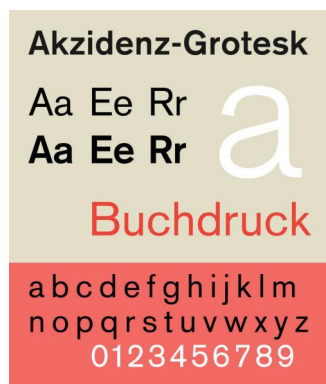 Akzidenz-Grotesk
Aa Ee Rr
Aa Ee Rr
a
Buchdruck
abcdefghijklm
nopqrstuvwxyz
0123456789